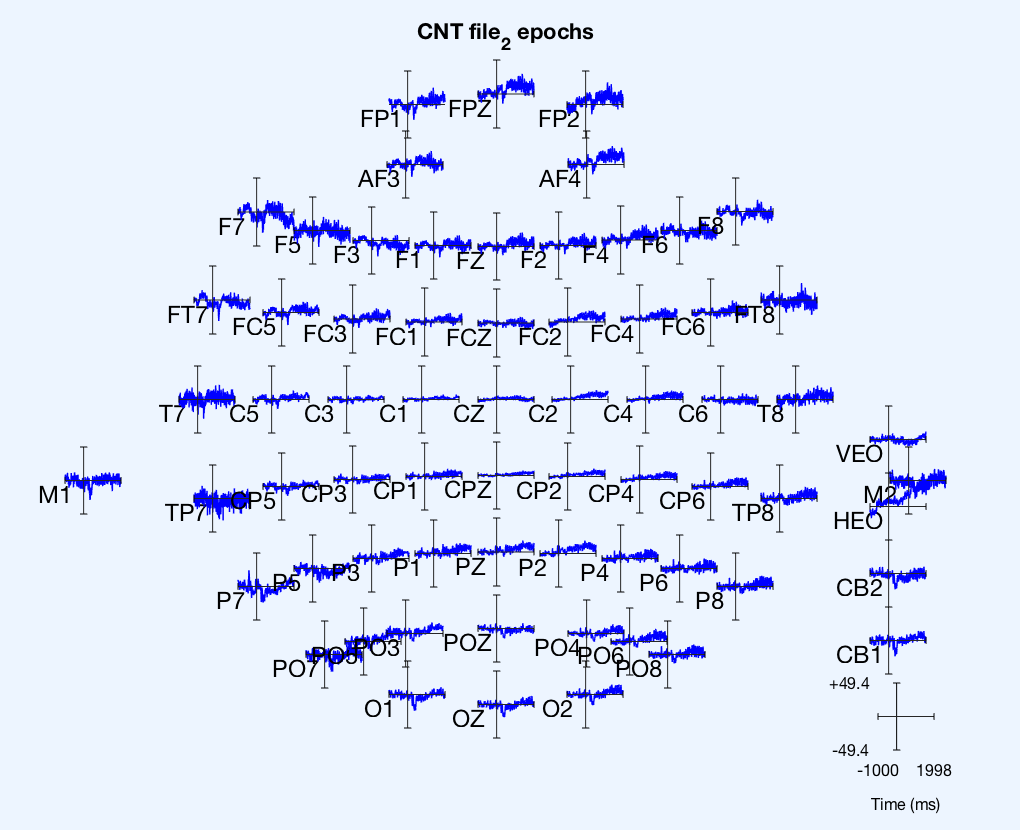 CNT file2 epochs
FP1 FPZ FP2
AF3 AF4
F7 F5 F3 F1 FZ F2 F4 F6 F8
FT7 FC5 FC3 FC1 FCZ FC2 FC4 FC6 FT8
T7 C5 C3 C1 CZ C2 C4 C6 T8
VEO
M1 TP7 CP5 CP3 CP1 CPZ CP2 CP4 CP6 TP8 M2
HEO
P7 P5 P3 P1 PZ P2 P4 P6 P8
CB2
PO7 PO5 PO3 POZ PO4 PO6 PO8
CB1
O1 OZ O2
+49.4
-49.4
-1000 1998
Time (ms)